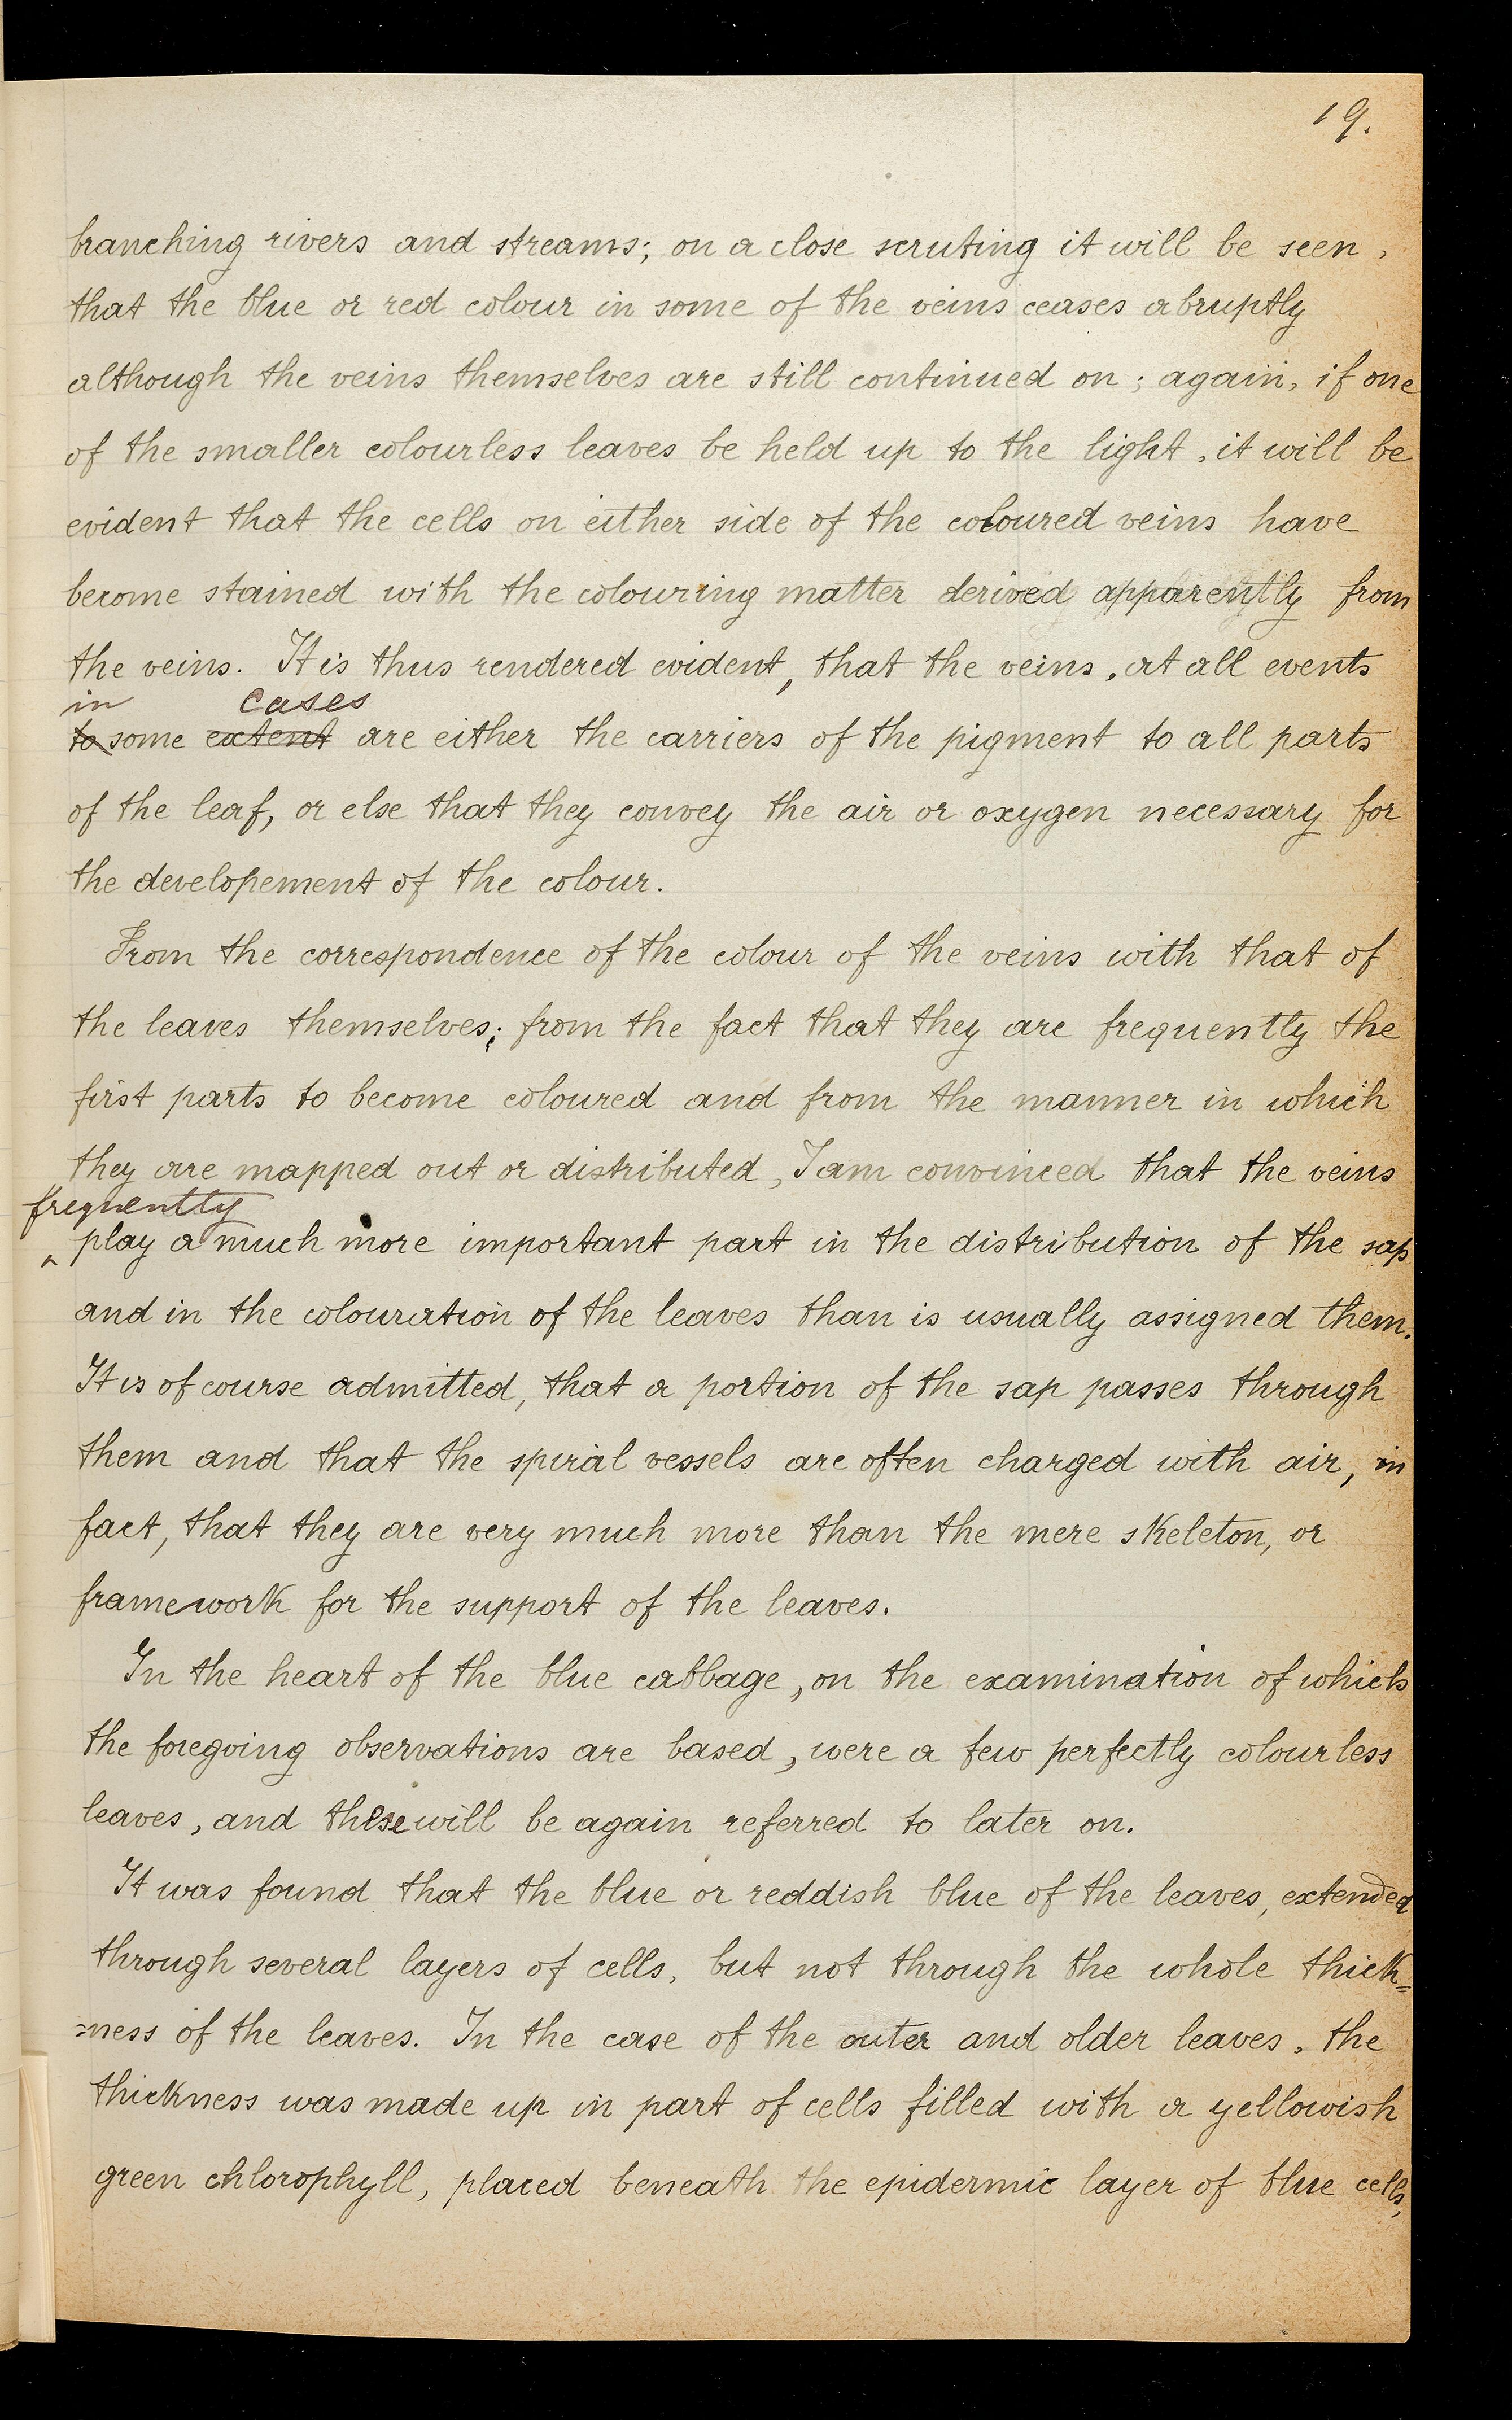 19.
branching rivers and streams; on a close scruting it will be seen,
that the blue or red colour in some of the veins ceases abruptly
although the veins themselves are still continued on; again, if one
of the smaller colourless leaves be held up to the light, it will be
evident that the cells on either side of the coloured veins have
become stained with the colouring matter derived apparently from
the veins. It is thus rendered evident, that the veins, at all events
in cases
to some extent are either the carriers of the pigment to all parts
of the leaf, or else that they convey the air or oxygen necessary for
the developement of the colour.
From the correspondence of the colour of the veins with that of
the leaves themselves; from the fact that they are frequently the
first parts to become coloured and from the manner in which
they are mapped out or distributed, I am convinced that the veins
frequently
^ play a much more important part in the distribution of the sap
and in the colouration of the leaves than is usually assigned them.
It is of course admitted, that a portion of the sap passes through
them and that the spiral vessels are often charged with air, in
fact, that they are very much more than the mere skeleton, or
framework for the support of the leaves.
In the heart of the blue cabbage, on the examination of which
the foregoing observations are based, were a few perfectly colourless
leaves, and these will be again referred to later on.
It was found that the blue or reddish blue of the leaves, extended
through several layers of cells, but not through the whole thick=
=ness of the leaves. In the case of the outer and older leaves, the
thickness was made up in part of cells filled with a yellowish
green chlorophyll, placed beneath the epidermic layer of blue cells,